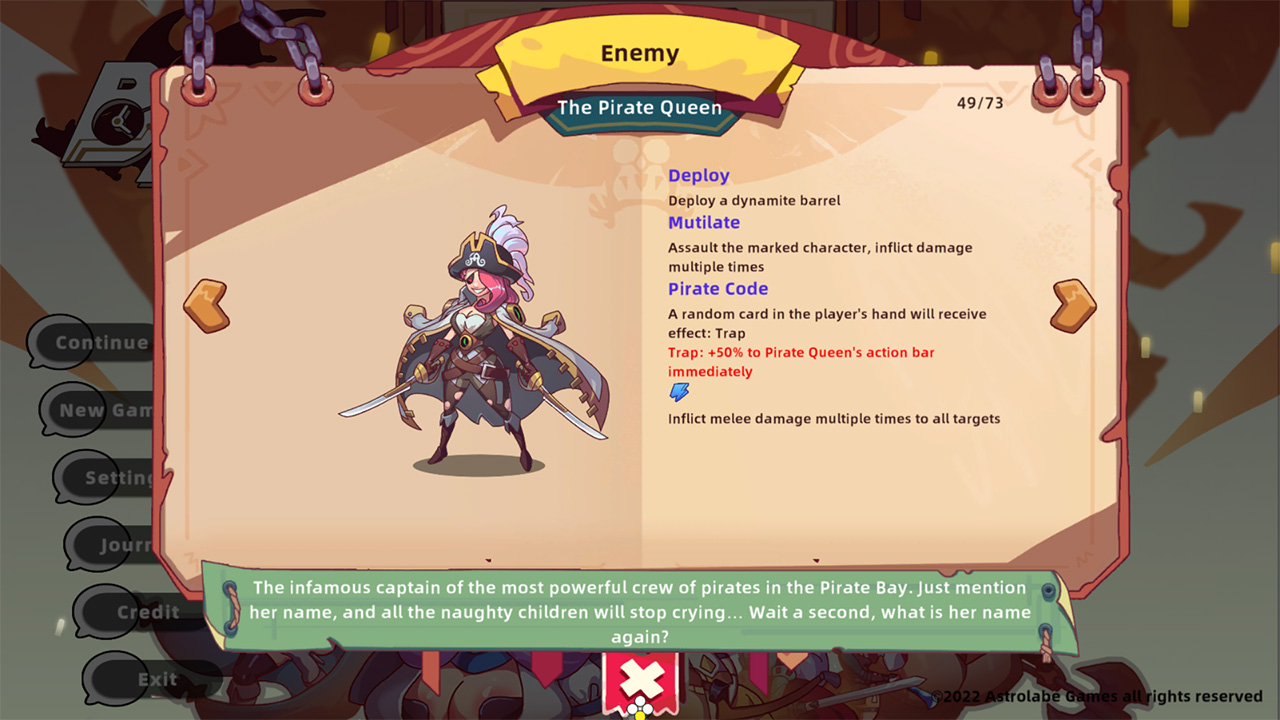 Enemy
The Pirate Queen
49/73
Deploy
Deploy a dynamite barrel
Mutilate
Assault the marked character, inflict damage
multiple times
Pirate Code
A random card in the player's hand will receive
effect: Trap
Trap: +50% to Pirate Queen's action bar
immediately
Inflict melee damage multiple times to all targets
Continue
New Gam
Setting
Journ
Credit
Exit
The infamous captain of the most powerful crew of pirates in the Pirate Bay. Just mention
her name, and all the naughty children will stop crying... Wait a second, what is her name
again?
©2022 Astrolabe Games all rights reserved